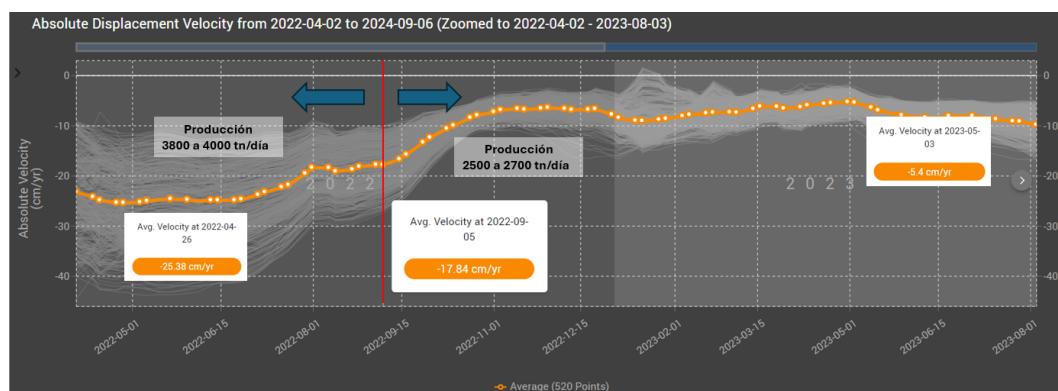 Absolute Displacement Velocity from 2022-04-02 to 2024-09-06 (Zoomed to 2022-04-02 - 2023-08-03)
0
-10
-20
-30
-40
Absolute Velocity
(cm/yr)
0
-10
-20
-30
-40
Producción
3800 a 4000 tn/día
Producción
2500 a 2700 tn/día
2022
2023
Avg. Velocity at 2022-04-
26
-25.38 cm/yr
Avg. Velocity at 2022-09-
05
-17.84 cm/yr
Avg. Velocity at 2023-05-
03
-5.4 cm/yr
2022-05-01
2022-06-15
2022-08-01
2022-09-15
2022-11-01
2022-12-15
2023-02-01
2023-03-15
2023-05-01
2023-06-15
2023-08-01
Average (520 Points)